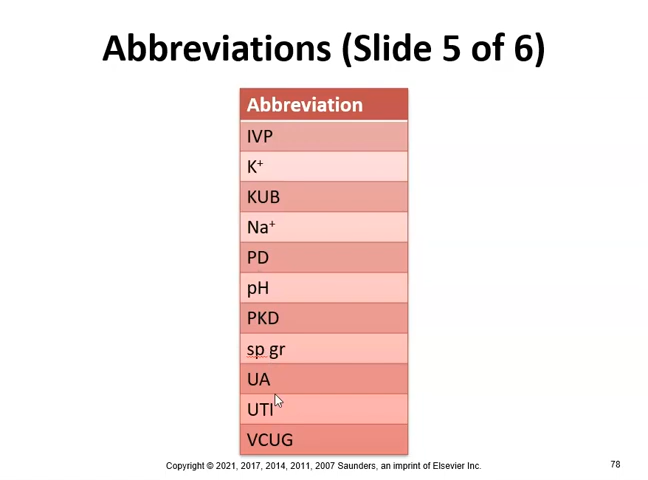 Abbreviations (Slide 5 of 6)
Abbreviation
IVP
K⁺
KUB
Na⁺
PD
pH
PKD
sp gr
UA
UTI
VCUG
Copyright © 2021, 2017, 2014, 2011, 2007 Saunders, an imprint of Elsevier Inc.
78